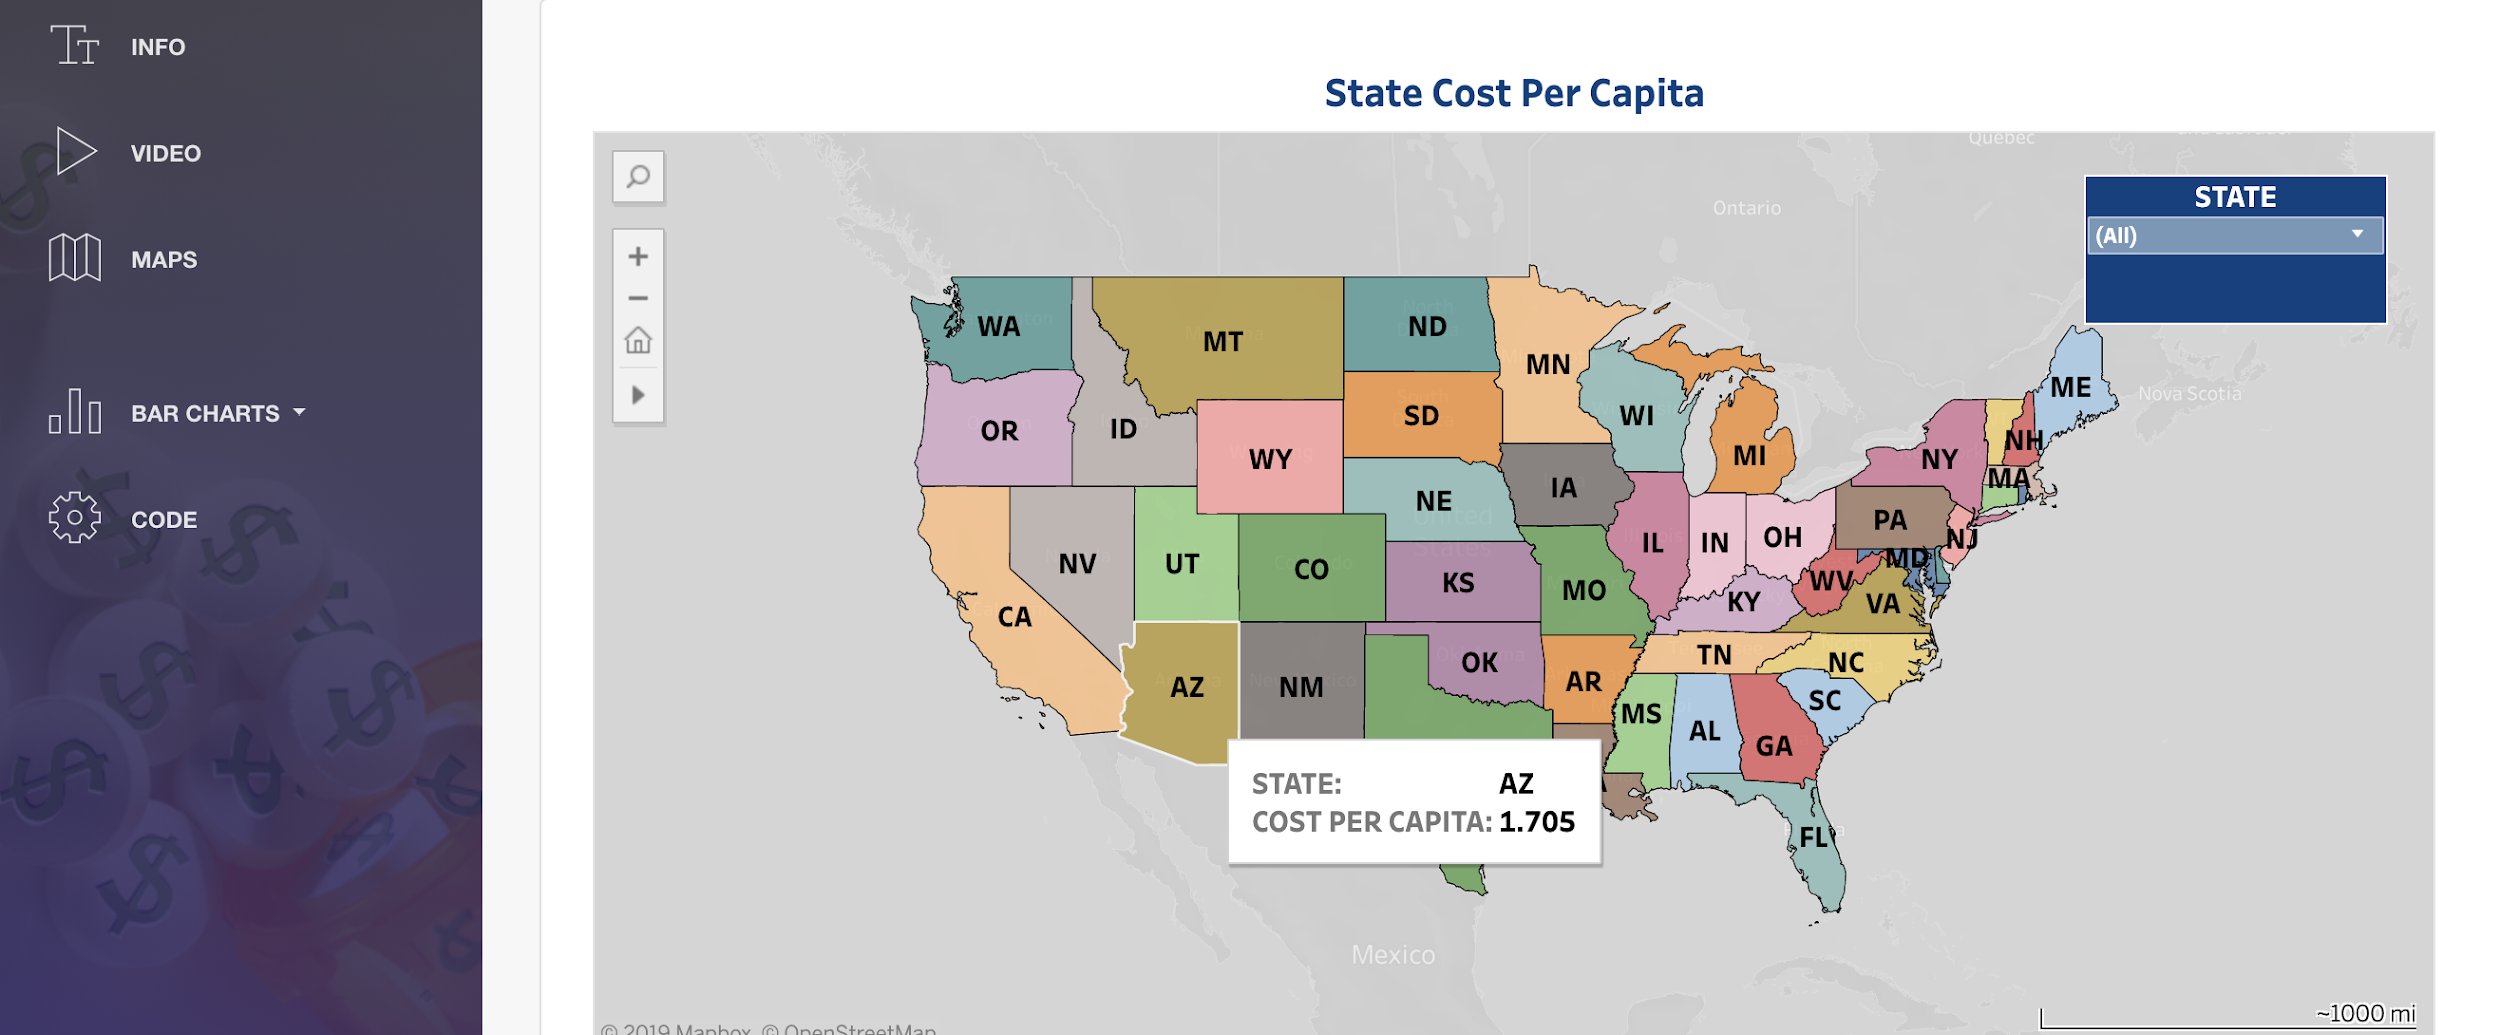 INFO
VIDEO
MAPS
BAR CHARTS
CODE
State Cost Per Capita
Quebec
Ontario
STATE
(All)
Nova Scotia
WA
MT
ND
MN
ME
OR
ID
WY
SD
WI
MI
NY
NH
MA
NE
IA
PA
NJ
NV
UT
CO
KS
MO
IL
IN
OH
MD
WV
VA
KY
CA
AZ
NM
OK
AR
TN
NC
SC
MS
AL
GA
FL
STATE: AZ
COST PER CAPITA: 1.705
Mexico
© 2019 Mapbox © OpenStreetMap
~1000 mi